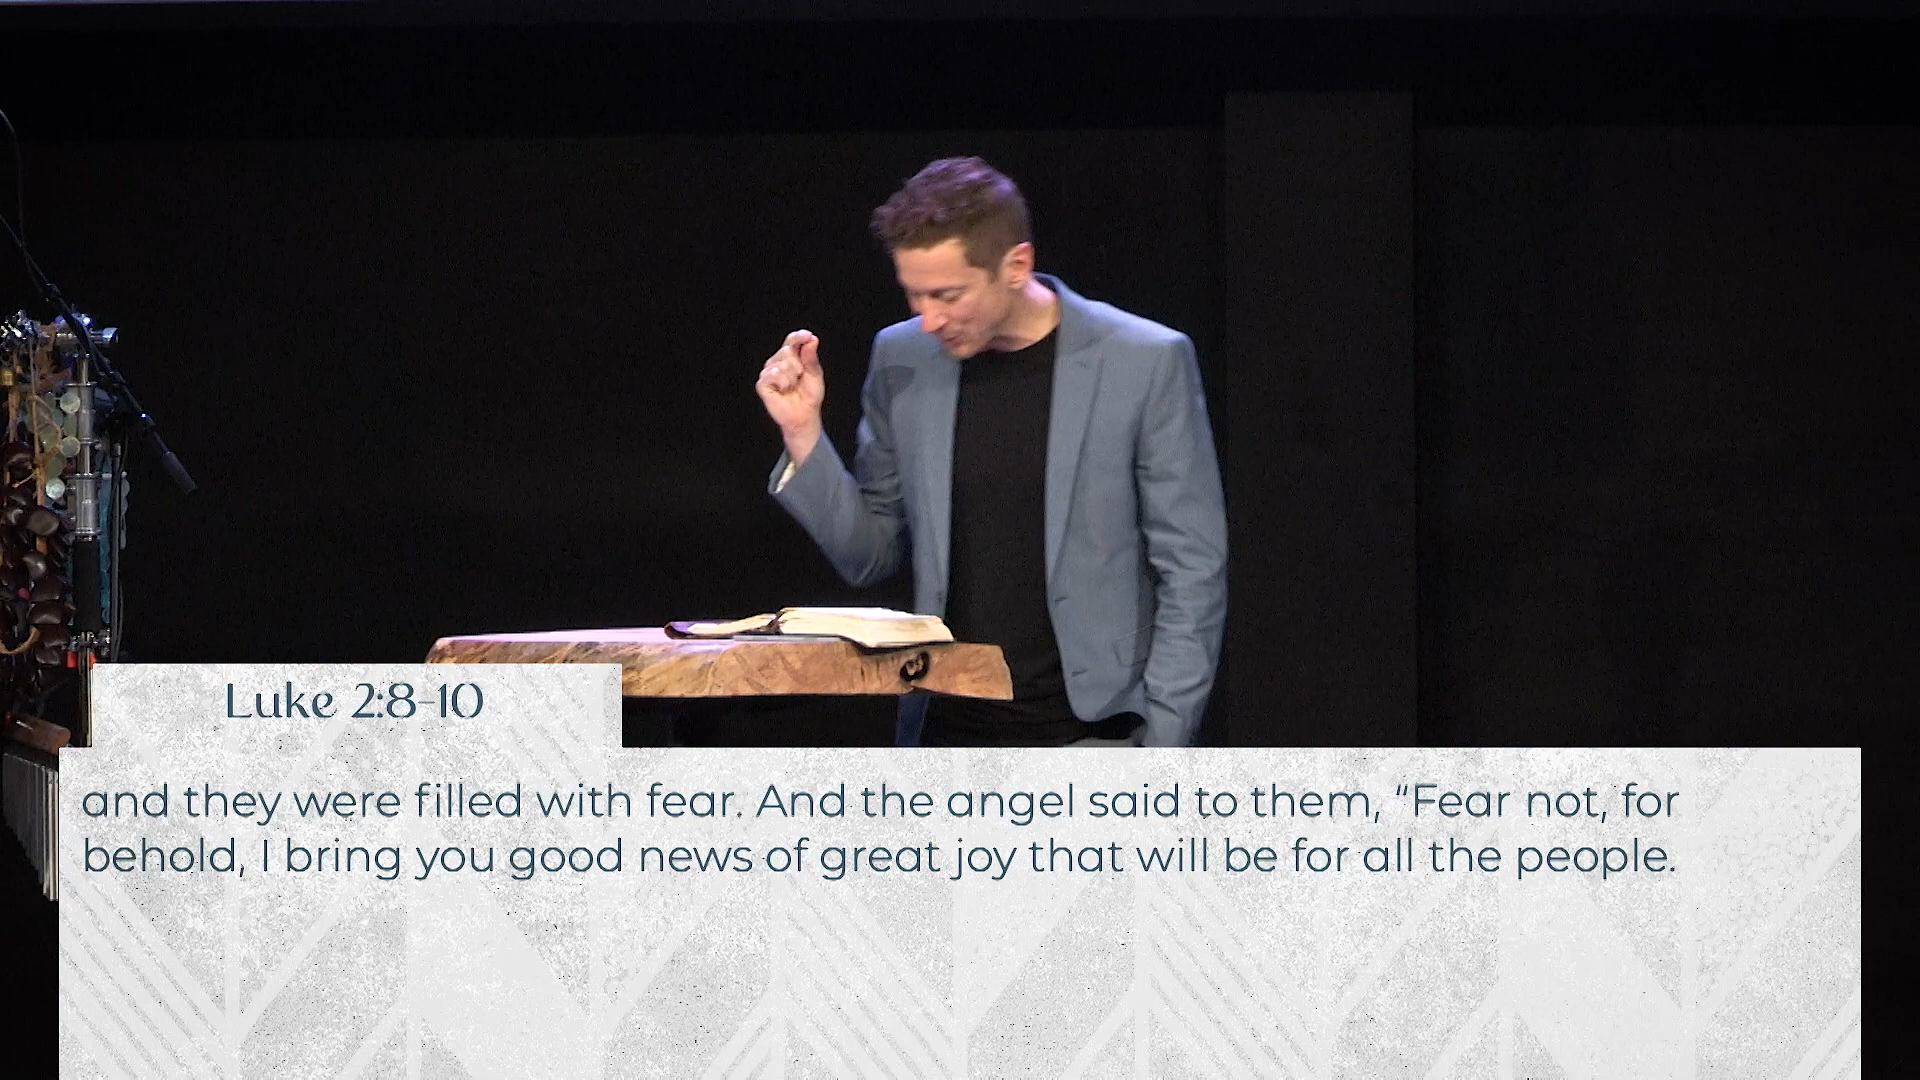 Luke 2:8-10
and they were filled with fear. And the angel said to them, “Fear not, for
behold, I bring you good news of great joy that will be for all the people.